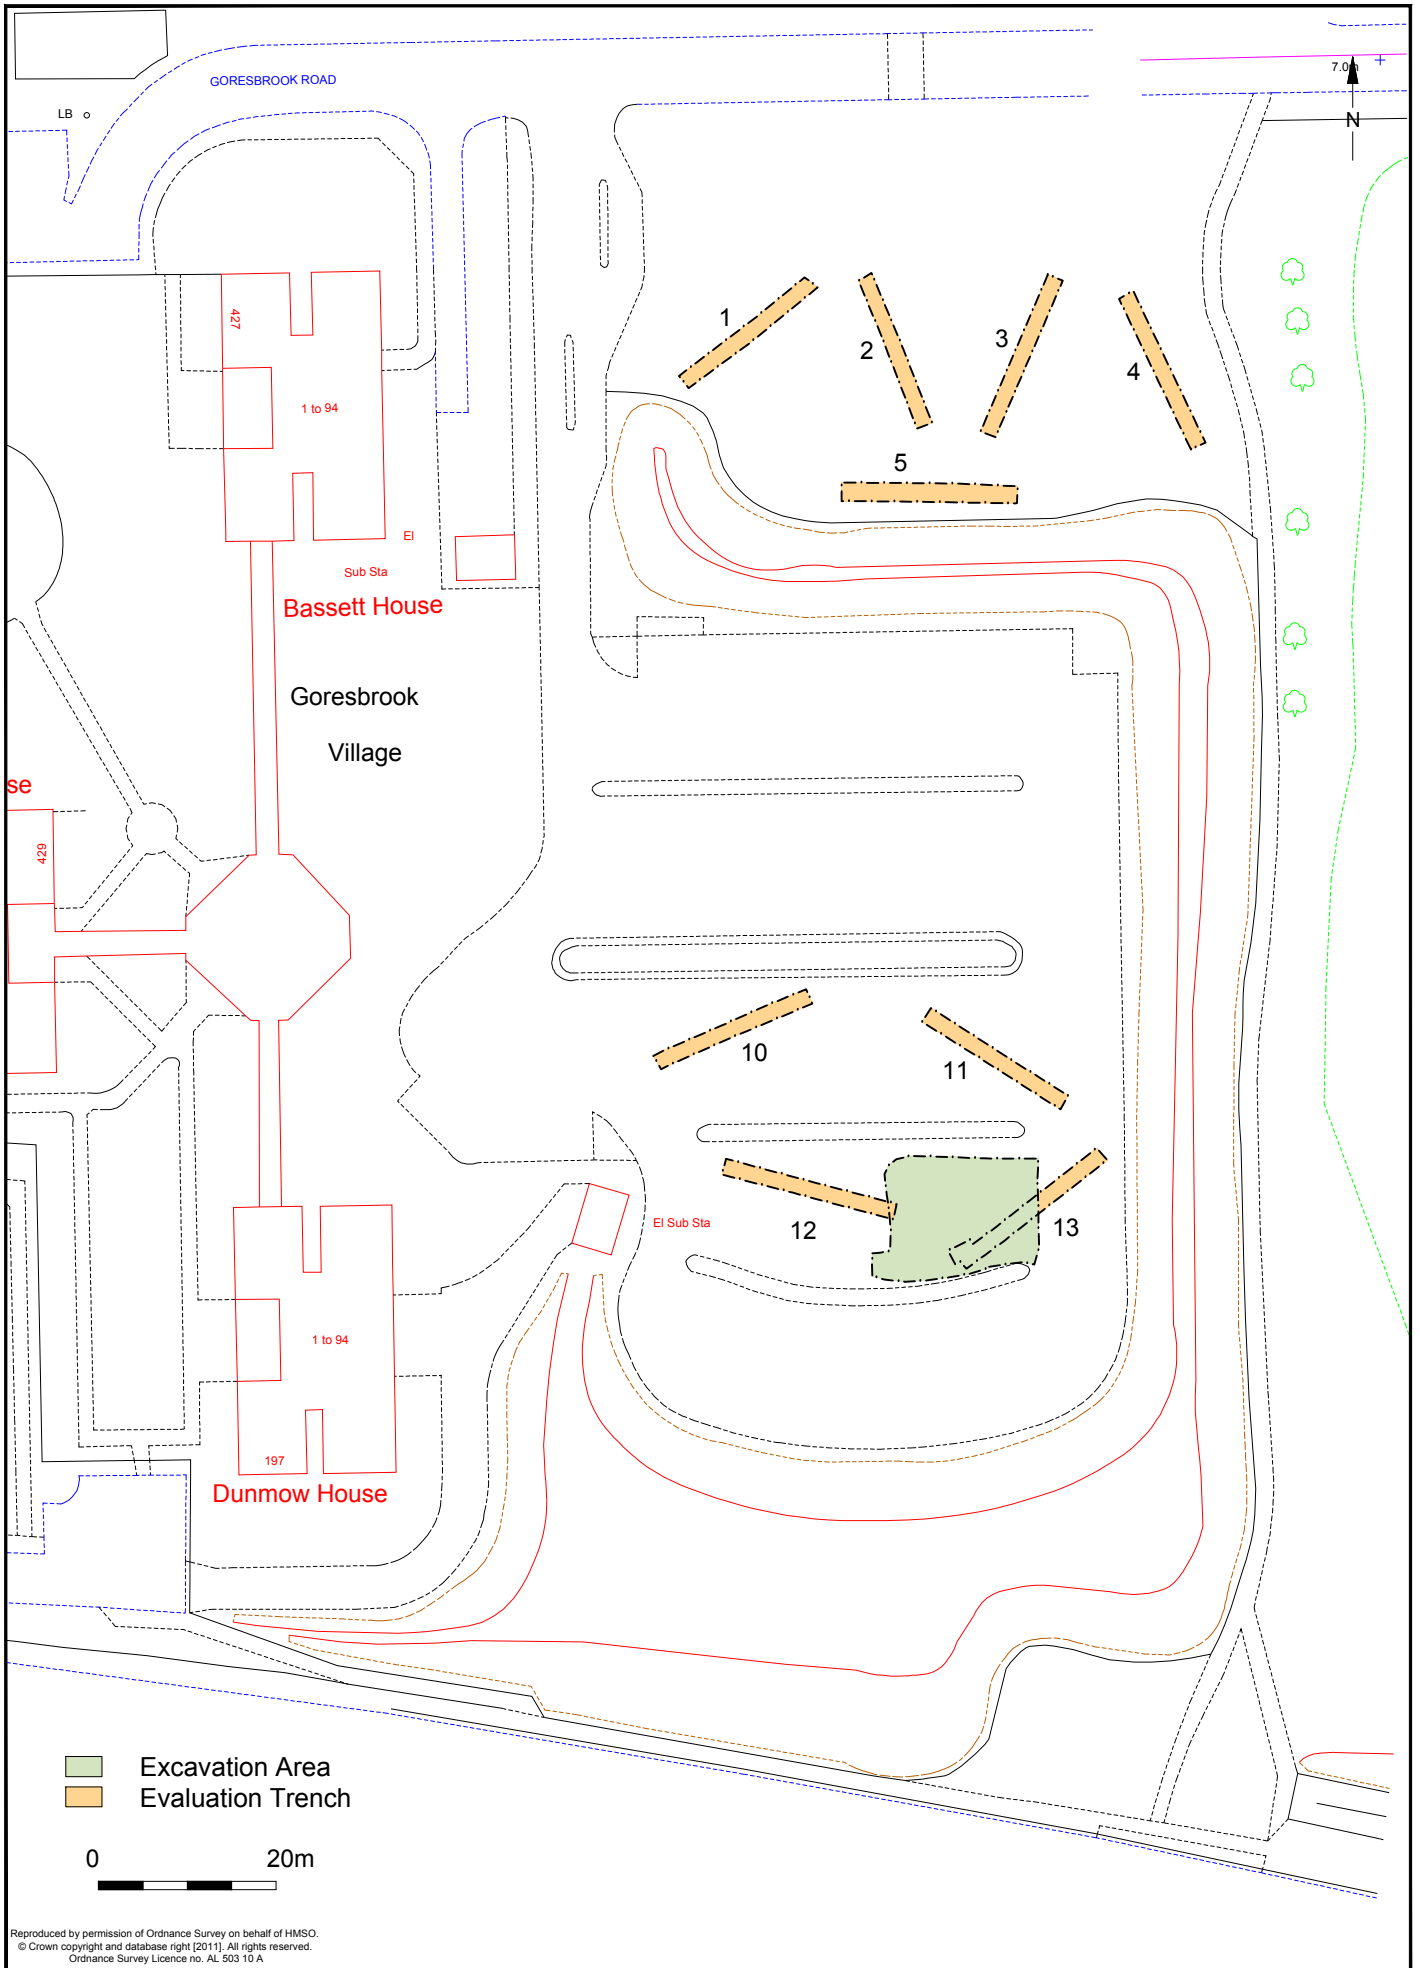 GORESBROOK ROAD
7.0m
LB
N
427
1
2
3
4
1 to 94
5
El
Sub Sta
Bassett House
Goresbrook
Village
se
429
10
11
12
13
El Sub Sta
1 to 94
197
Dunmow House
Excavation Area
Evaluation Trench
0 20m
Reproduced by permission of Ordnance Survey on behalf of HMSO.
© Crown copyright and database right [2011]. All rights reserved.
Ordnance Survey Licence no. AL 503 10 A